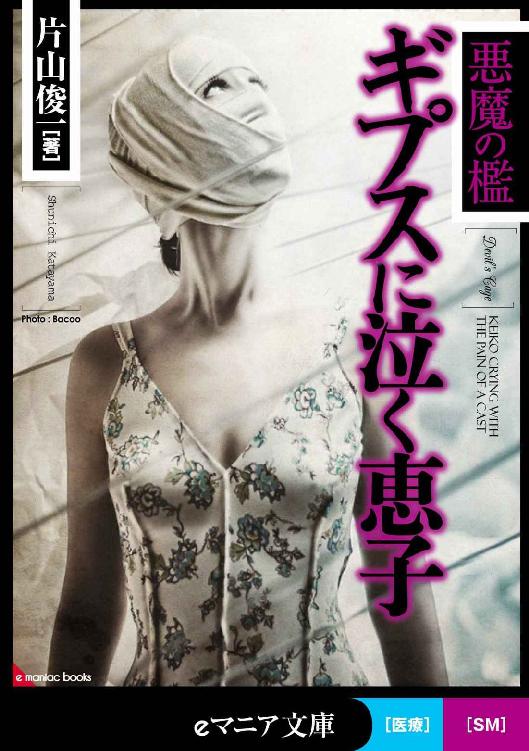 悪魔の檻
ギプスに泣く恵子
Devil's Cage
KEIKO CRYING WITH
THE PAIN OF A CAST
片山俊一[著]
Shunichi Katayama
Photo : Bacoo
e maniac books
eマニア文庫
[医療]
[SM]